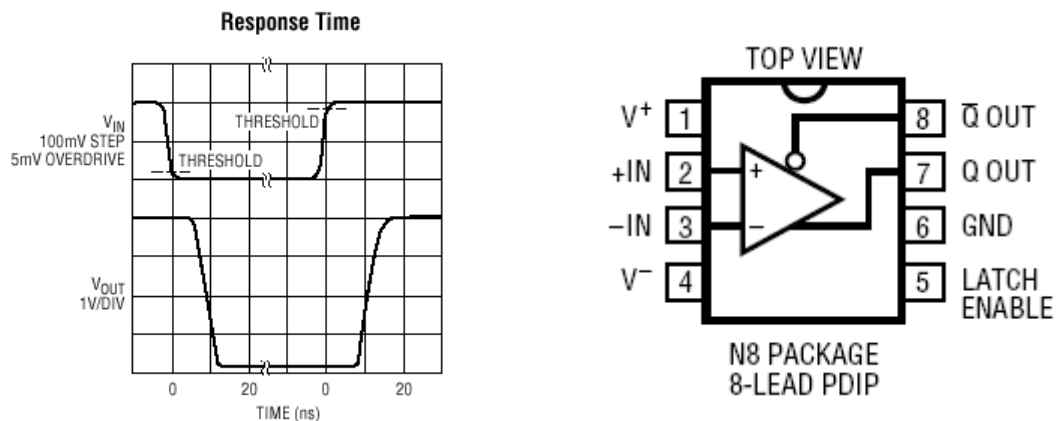 Response Time
V_IN
100mV STEP
5mV OVERDRIVE
THRESHOLD
THRESHOLD
V_OUT
1V/DIV
0 20 0 20
TIME (ns)
TOP VIEW
V⁺ 1 8 Q̅ OUT
+IN 2 + 7 Q OUT
−IN 3 − 6 GND
V⁻ 4 5 LATCH
ENABLE
N8 PACKAGE
8-LEAD PDIP